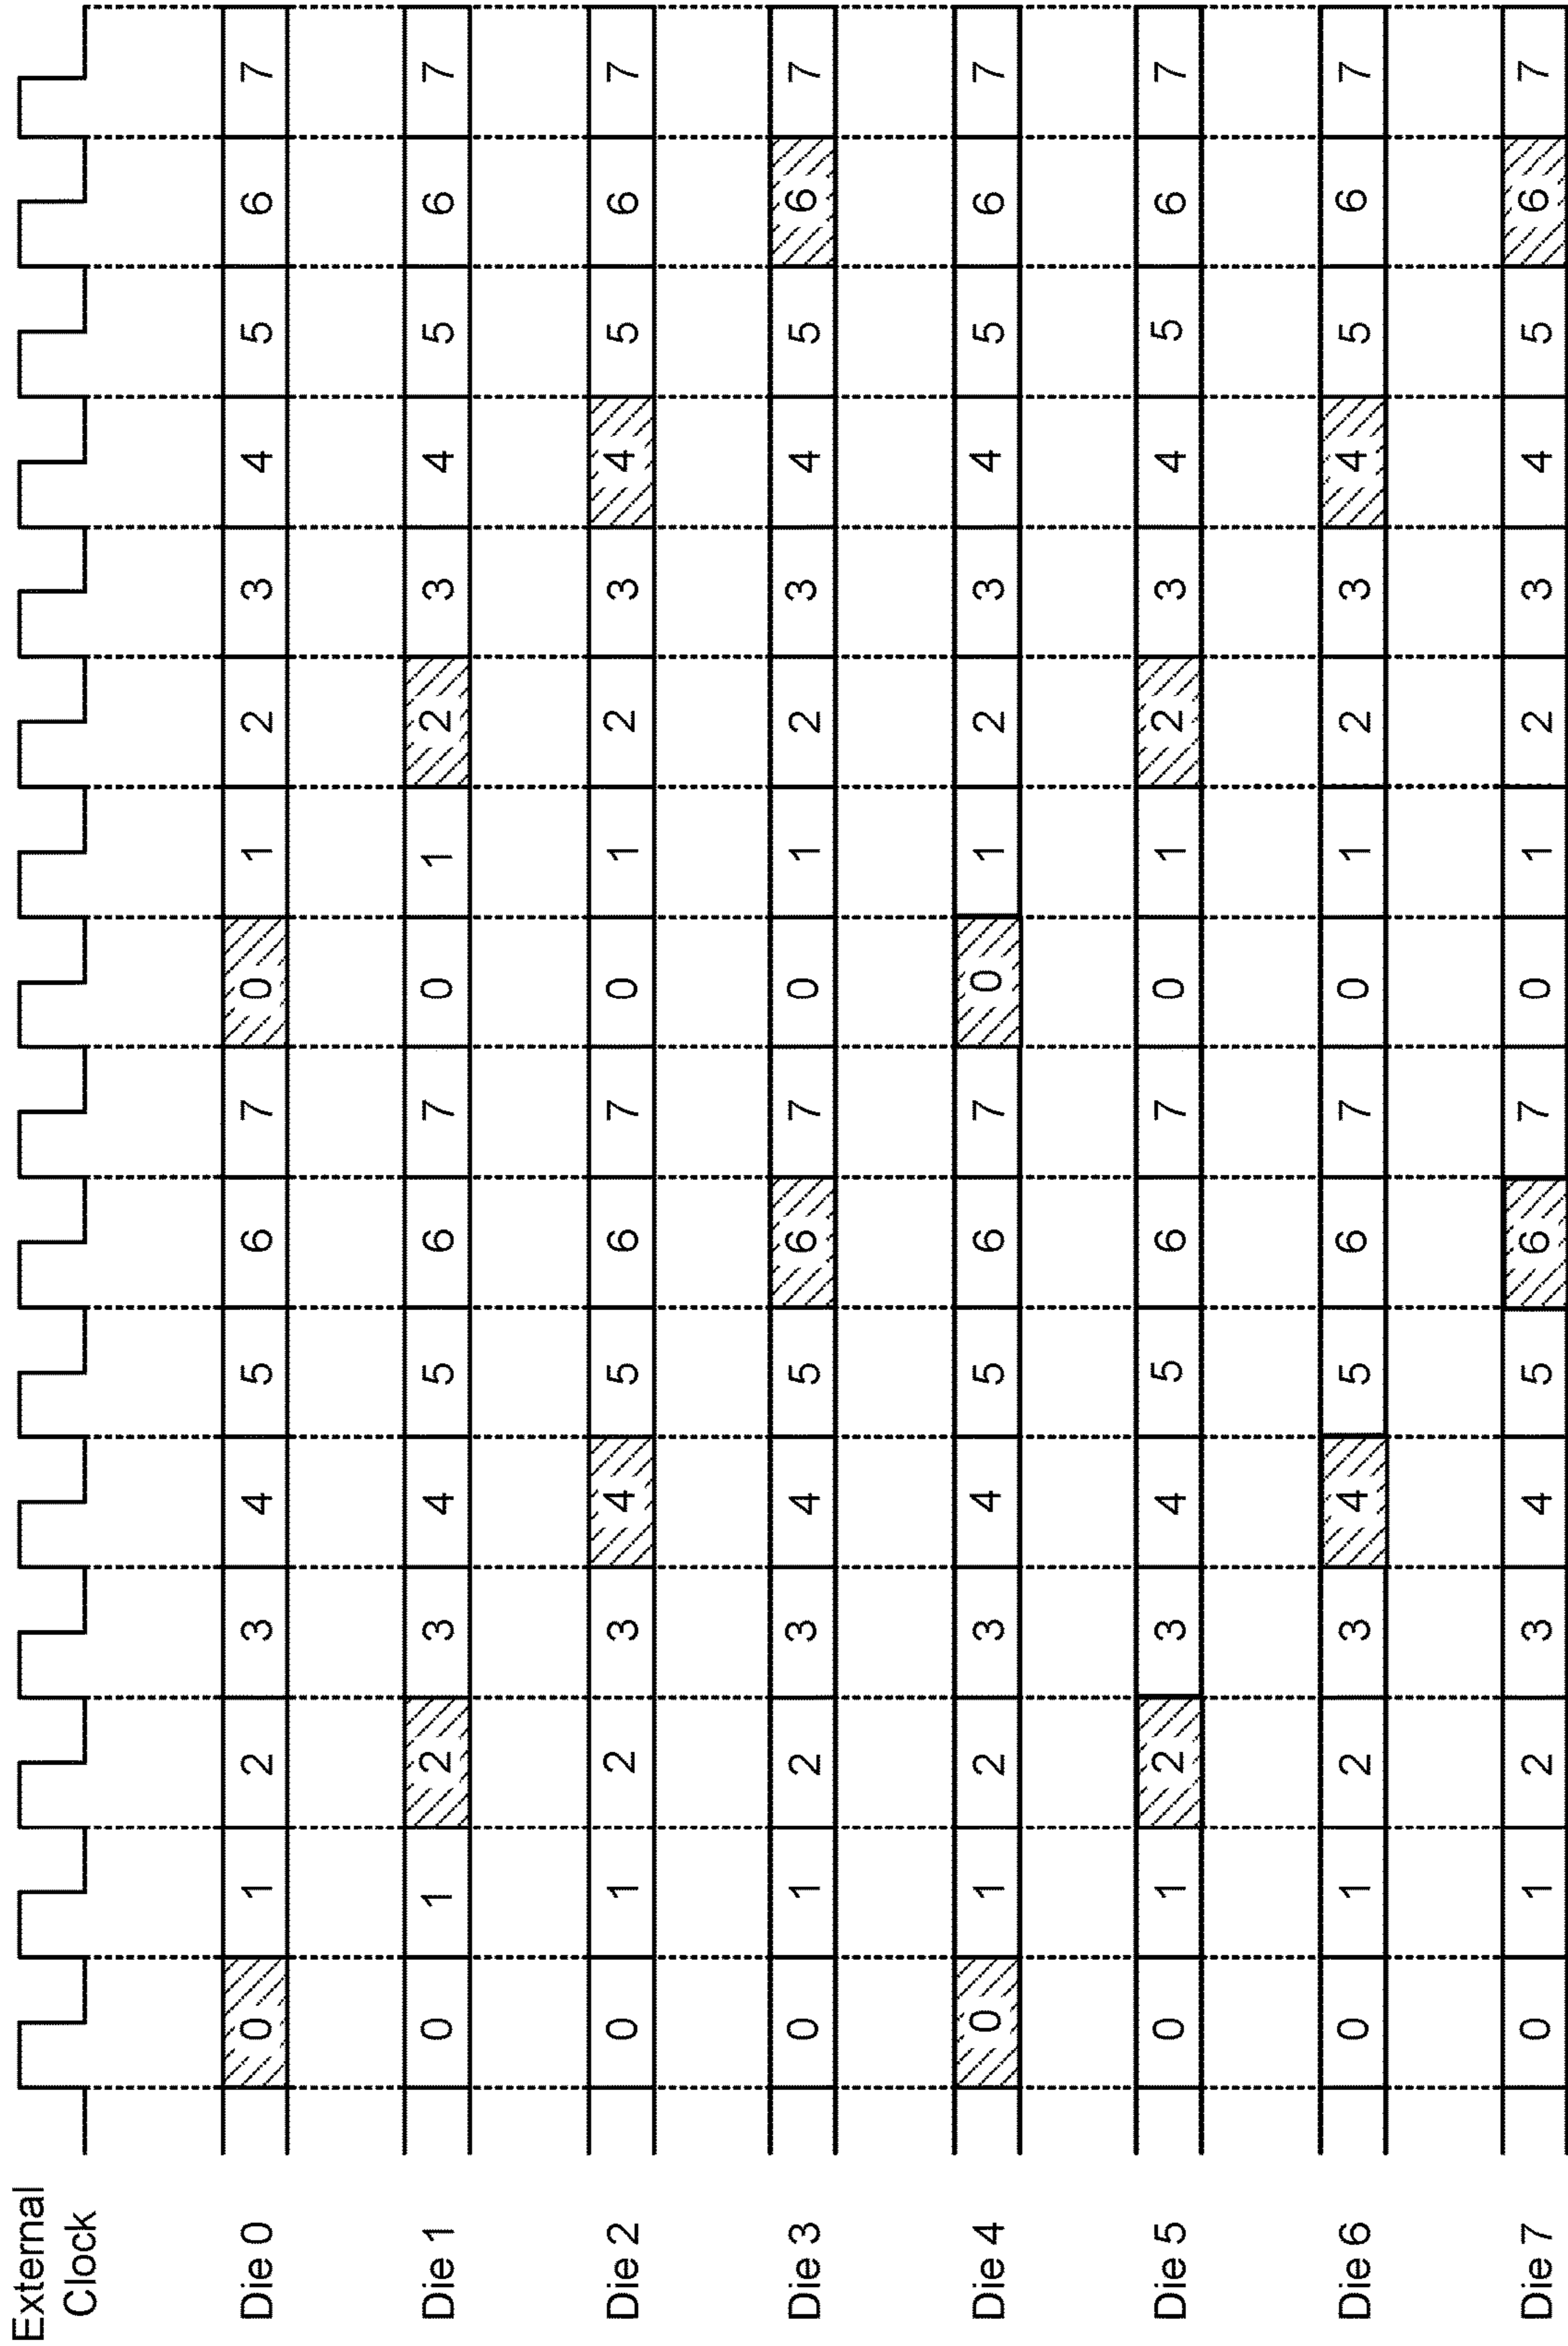 External
Clock
Die 0 0 1 2 3 4 5 6 7 0 1 2 3 4 5 6 7
Die 1 0 1 2 3 4 5 6 7 0 1 2 3 4 5 6 7
Die 2 0 1 2 3 4 5 6 7 0 1 2 3 4 5 6 7
Die 3 0 1 2 3 4 5 6 7 0 1 2 3 4 5 6 7
Die 4 0 1 2 3 4 5 6 7 0 1 2 3 4 5 6 7
Die 5 0 1 2 3 4 5 6 7 0 1 2 3 4 5 6 7
Die 6 0 1 2 3 4 5 6 7 0 1 2 3 4 5 6 7
Die 7 0 1 2 3 4 5 6 7 0 1 2 3 4 5 6 7